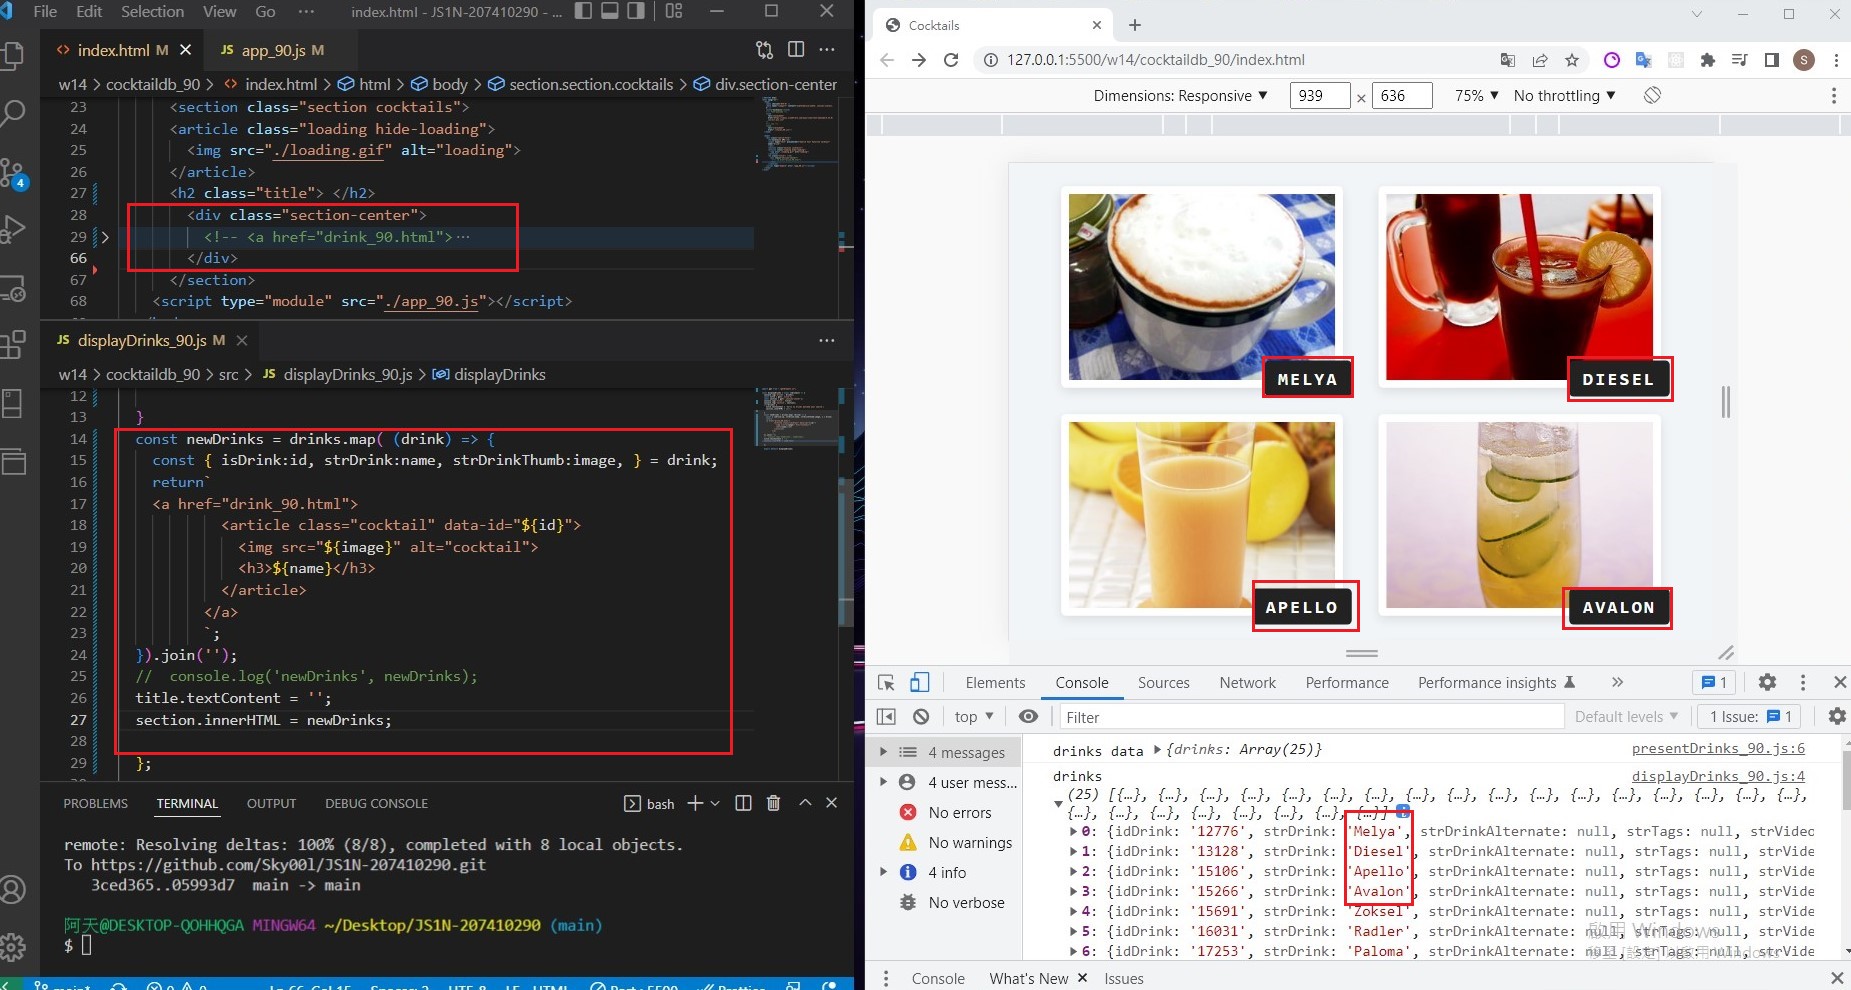 File Edit Selection View Go ··· index.html - JS1N-207410290 - ...
<> index.html M × JS app_90.js M
w14 > cocktaildb_90 > <> index.html > html > body > section.section.cocktails > div.section-center
23 <section class="section cocktails">
24 <article class="loading hide-loading">
25 <img src="./loading.gif" alt="loading">
26 </article>
27 <h2 class="title"> </h2>
28 <div class="section-center">
29 <!-- <a href="drink_90.html"> ···
66 </div>
67 </section>
68 <script type="module" src="./app_90.js"></script>
JS displayDrinks_90.js M ×
w14 > cocktaildb_90 > src > JS displayDrinks_90.js > displayDrinks
12
13 }
14 const newDrinks = drinks.map( (drink) => {
15 const { isDrink:id, strDrink:name, strDrinkThumb:image, } = drink;
16 return`
17 <a href="drink_90.html">
18 <article class="cocktail" data-id="${id}">
19 <img src="${image}" alt="cocktail">
20 <h3>${name}</h3>
21 </article>
22 </a>
23 `;
24 }).join('');
25 // console.log('newDrinks', newDrinks);
26 title.textContent = '';
27 section.innerHTML = newDrinks;
28
29 };
PROBLEMS TERMINAL OUTPUT DEBUG CONSOLE bash
remote: Resolving deltas: 100% (8/8), completed with 8 local objects.
To https://github.com/Sky00l/JS1N-207410290.git
3ced365..05993d7 main -> main
阿天@DESKTOP-QOHHQGA MINGW64 ~/Desktop/JS1N-207410290 (main)
$
4
Cocktails
127.0.0.1:5500/w14/cocktaildb_90/index.html
S
Dimensions: Responsive ▼ 939 × 636 75% ▼ No throttling ▼
MELYA
DIESEL
APELLO
AVALON
Elements Console Sources Network Performance Performance insights » 1
top ▼ Filter Default levels ▼ 1 Issue: 1
4 messages
4 user mess...
No errors
No warnings
4 info
No verbose
drinks data ▶ {drinks: Array(25)} presentDrinks_90.js:6
drinks displayDrinks_90.js:4
(25) [{…}, {…}, {…}, {…}, {…}, {…}, {…}, {…}, {…}, {…}, {…}, {…}, {…}, {…}, {…}, {…}, {…},
{…}, {…}, {…}, {…}, {…}, {…}, {…}, {…}]
▶ 0: {idDrink: '12776', strDrink: 'Melya', strDrinkAlternate: null, strTags: null, strVide
▶ 1: {idDrink: '13128', strDrink: 'Diesel', strDrinkAlternate: null, strTags: null, strVide
▶ 2: {idDrink: '15106', strDrink: 'Apello', strDrinkAlternate: null, strTags: null, strVide
▶ 3: {idDrink: '15266', strDrink: 'Avalon', strDrinkAlternate: null, strTags: null, strVide
▶ 4: {idDrink: '15691', strDrink: 'Zoksel', strDrinkAlternate: null, strTags: null, strVide
▶ 5: {idDrink: '16031', strDrink: 'Radler', strDrinkAlternate: null, strTags: null, strVide
▶ 6: {idDrink: '17253', strDrink: 'Paloma', strDrinkAlternate: null, strTags: null, strVide
啟用 Windows
Console What's New × Issues